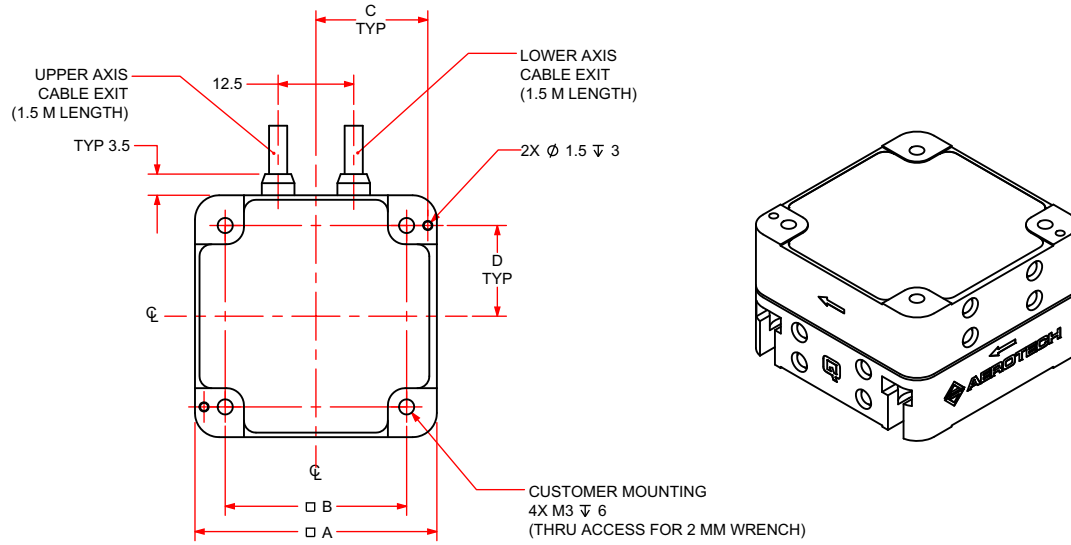 C
TYP
UPPER AXIS
CABLE EXIT
(1.5 M LENGTH)
12.5
LOWER AXIS
CABLE EXIT
(1.5 M LENGTH)
TYP 3.5
2X ⌀ 1.5 ↧ 3
D
TYP
℄
℄
□ B
□ A
CUSTOMER MOUNTING
4X M3 ↧ 6
(THRU ACCESS FOR 2 MM WRENCH)
AEROTECH